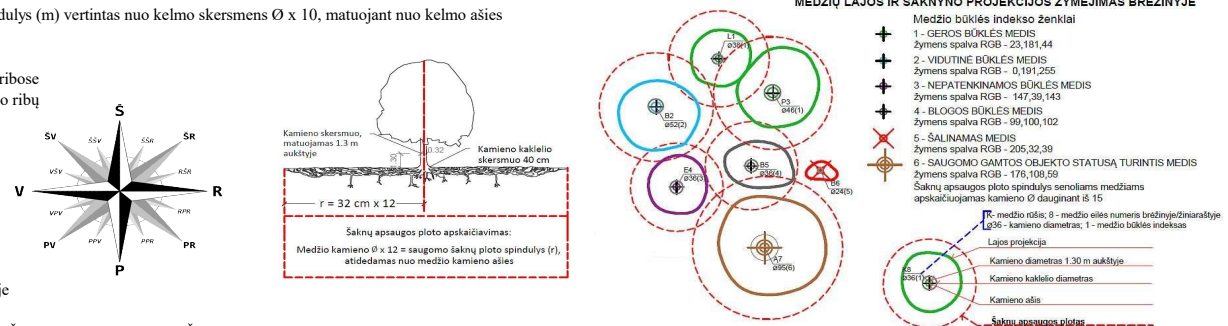 dulys (m) vertintas nuo kelmo skersmens Ø x 10, matuojant nuo kelmo ašies
ribose
o ribų
Š
ŠV
ŠŠV
ŠŠR
ŠR
VŠV
RŠR
V
R
VPV
RPR
PV
PPV
PPR
PR
P
je
Kamieno skersmuo,
matuojamas 1.3 m
aukštyje
1.30
0.32
Kamieno kaklelio
skersmuo 40 cm
r = 32 cm x 12
Šaknų apsaugos ploto apskaičiavimas:
Medžio kamieno Ø x 12 = saugomo šaknų ploto spindulys (r),
atidedamas nuo medžio kamieno ašies
MEDŽIŲ LAJOS IR ŠAKNYNO PROJEKCIJOS ŽYMĖJIMAS BRĖŽINYJE
L1
ø38(1)
P3
ø46(1)
B2
ø52(2)
E4
ø36(3)
B5
ø36(4)
B6
ø24(5)
A7
ø95(6)
Medžio būklės indekso ženklai
1 - GEROS BŪKLĖS MEDIS
žymens spalva RGB - 23,181,44
2 - VIDUTINĖ BŪKLĖS MEDIS
žymens spalva RGB - 0,191,255
3 - NEPATENKINAMOS BŪKLĖS MEDIS
žymens spalva RGB - 147,39,143
4 - BLOGOS BŪKLĖS MEDIS
žymens spalva RGB - 99,100,102
5 - ŠALINAMAS MEDIS
žymens spalva RGB - 205,32,39
6 - SAUGOMO GAMTOS OBJEKTO STATUSĄ TURINTIS MEDIS
žymens spalva RGB - 176,108,59
Šaknų apsaugos ploto spindulys senoliams medžiams
apskaičiuojamas kamieno Ø dauginant iš 15
K- medžio rūšis; 8 - medžio eilės numeris brėžinyje/žiniaraštyje
ø36 - kamieno diametras; 1 - medžio būklės indeksas
K8
ø36(1)
Lajos projekcija
Kamieno diametras 1.30 m aukštyje
Kamieno kaklelio diametras
Kamieno ašis
Šaknų apsaugos plotas